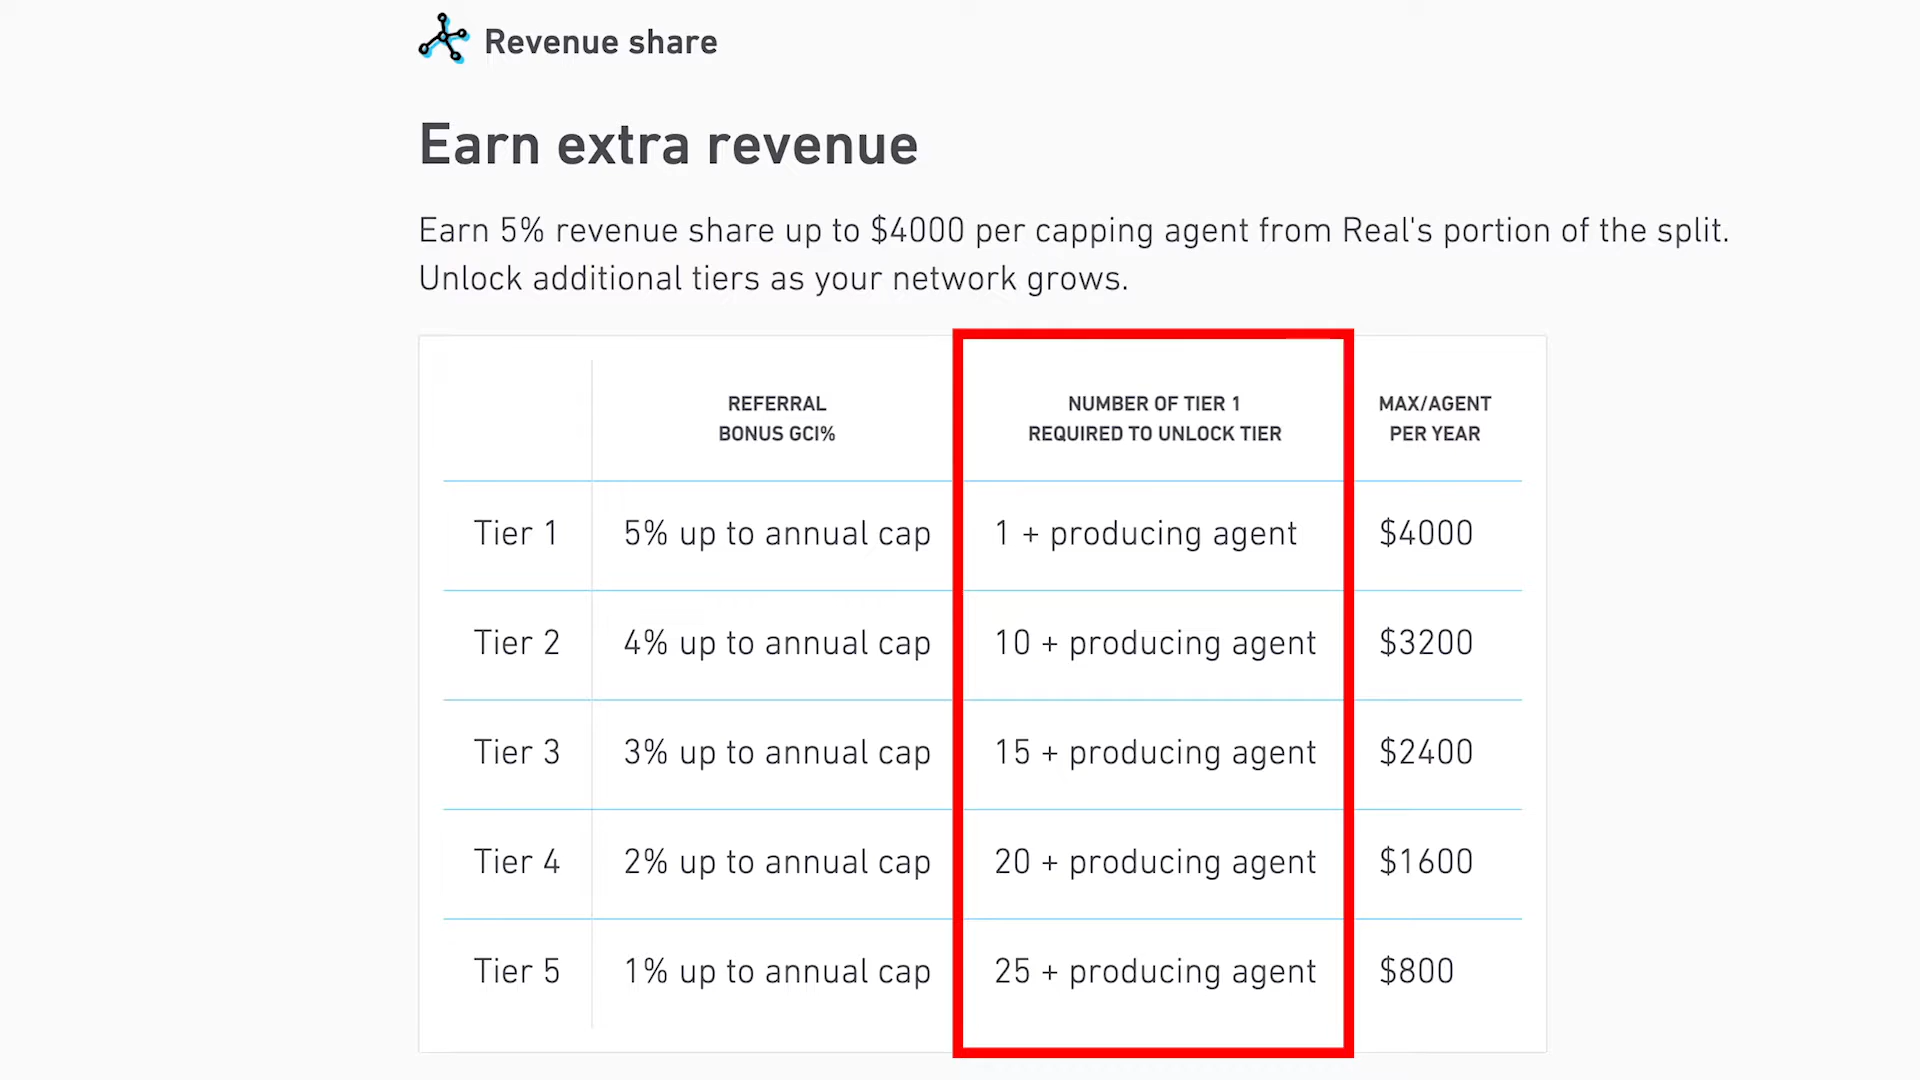 Revenue share
Earn extra revenue
Earn 5% revenue share up to $4000 per capping agent from Real's portion of the split.
Unlock additional tiers as your network grows.
REFERRAL
BONUS GCI%
NUMBER OF TIER 1
REQUIRED TO UNLOCK TIER
MAX/AGENT
PER YEAR
Tier 1 5% up to annual cap 1 + producing agent $4000
Tier 2 4% up to annual cap 10 + producing agent $3200
Tier 3 3% up to annual cap 15 + producing agent $2400
Tier 4 2% up to annual cap 20 + producing agent $1600
Tier 5 1% up to annual cap 25 + producing agent $800